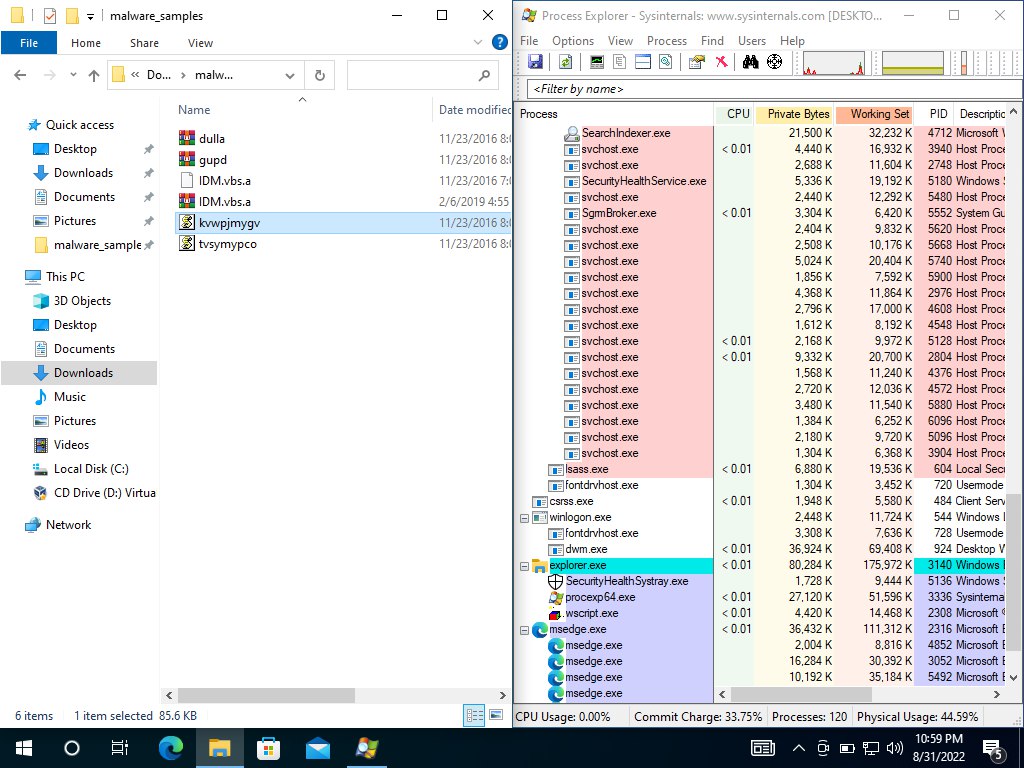 malware_samples
File Home Share View
« Do... › malw...
Name Date modified
Quick access
Desktop
Downloads
Documents
Pictures
malware_sample
This PC
3D Objects
Desktop
Documents
Downloads
Music
Pictures
Videos
Local Disk (C:)
CD Drive (D:) Virtua
Network
dulla 11/23/2016 8:0
gupd 11/23/2016 8:0
IDM.vbs.a 11/23/2016 7:0
IDM.vbs.a 2/6/2019 4:55
kvwpjmygv 11/23/2016 8:0
tvsymypco 11/23/2016 8:0
6 items 1 item selected 85.6 KB
Process Explorer - Sysinternals: www.sysinternals.com [DESKTO...
File Options View Process Find Users Help
<Filter by name>
Process CPU Private Bytes Working Set PID Descriptio
SearchIndexer.exe 21,500 K 32,232 K 4712 Microsoft W
svchost.exe < 0.01 4,440 K 16,932 K 3940 Host Proce
svchost.exe 2,688 K 11,604 K 2748 Host Proce
SecurityHealthService.exe 5,336 K 19,192 K 5180 Windows S
svchost.exe 2,440 K 12,292 K 5480 Host Proce
SgrmBroker.exe < 0.01 3,304 K 6,420 K 5552 System Gu
svchost.exe 2,404 K 9,832 K 5620 Host Proce
svchost.exe 2,508 K 10,176 K 5668 Host Proce
svchost.exe 5,024 K 20,404 K 5740 Host Proce
svchost.exe 1,856 K 7,592 K 5900 Host Proce
svchost.exe 4,368 K 11,864 K 2976 Host Proce
svchost.exe 2,796 K 17,000 K 4608 Host Proce
svchost.exe 1,612 K 8,192 K 4548 Host Proce
svchost.exe < 0.01 2,168 K 9,972 K 5128 Host Proce
svchost.exe < 0.01 9,332 K 20,700 K 2804 Host Proce
svchost.exe 1,568 K 11,240 K 4376 Host Proce
svchost.exe 2,720 K 12,036 K 4572 Host Proce
svchost.exe 3,480 K 11,540 K 5880 Host Proce
svchost.exe 1,384 K 6,252 K 6096 Host Proce
svchost.exe 2,180 K 9,720 K 5096 Host Proce
svchost.exe 1,304 K 6,368 K 3904 Host Proce
lsass.exe < 0.01 6,880 K 19,536 K 604 Local Secu
fontdrvhost.exe 1,304 K 3,452 K 720 Usermode
csrss.exe < 0.01 1,948 K 5,580 K 484 Client Serv
winlogon.exe 2,448 K 11,724 K 544 Windows L
fontdrvhost.exe 3,308 K 7,636 K 728 Usermode
dwm.exe < 0.01 36,924 K 69,408 K 924 Desktop W
explorer.exe < 0.01 80,284 K 175,972 K 3140 Windows E
SecurityHealthSystray.exe 1,728 K 9,444 K 5136 Windows S
procexp64.exe < 0.01 27,120 K 51,596 K 3336 Sysinternal
wscript.exe < 0.01 4,420 K 14,468 K 2308 Microsoft ®
msedge.exe < 0.01 36,432 K 111,312 K 2316 Microsoft E
msedge.exe 2,004 K 8,816 K 4852 Microsoft E
msedge.exe 16,284 K 30,392 K 3052 Microsoft E
msedge.exe 10,192 K 35,184 K 5492 Microsoft E
msedge.exe
CPU Usage: 0.00% Commit Charge: 33.75% Processes: 120 Physical Usage: 44.59%
10:59 PM
8/31/2022
5